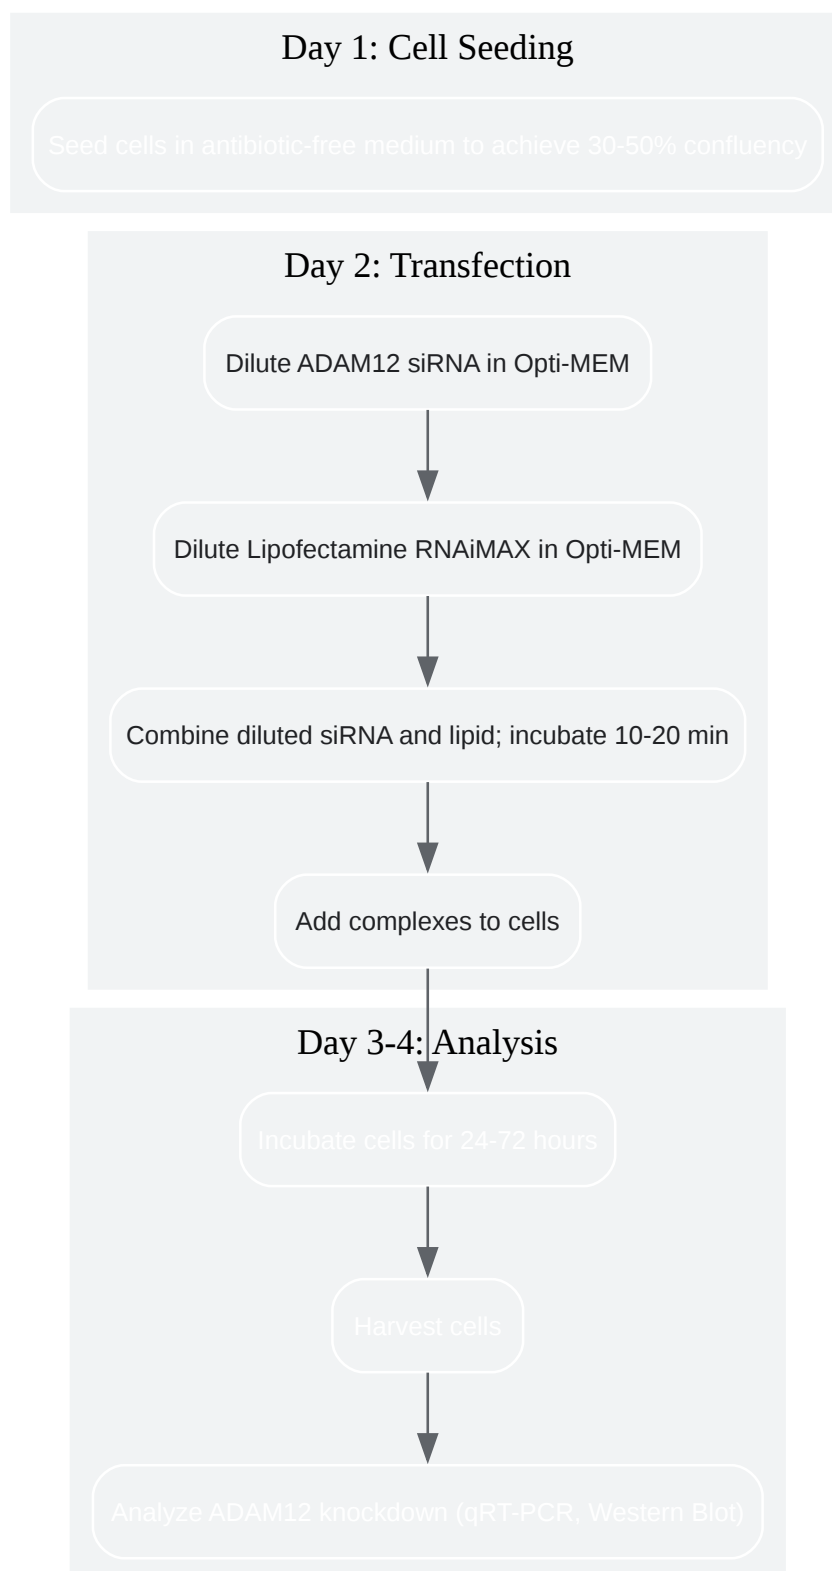 Day 1: Cell Seeding
Seed cells in antibiotic-free medium to achieve 30-50% confluency
Day 2: Transfection
Dilute ADAM12 siRNA in Opti-MEM
Dilute Lipofectamine RNAiMAX in Opti-MEM
Combine diluted siRNA and lipid; incubate 10-20 min
Add complexes to cells
Day 3-4: Analysis
Incubate cells for 24-72 hours
Harvest cells
Analyze ADAM12 knockdown (qRT-PCR, Western Blot)